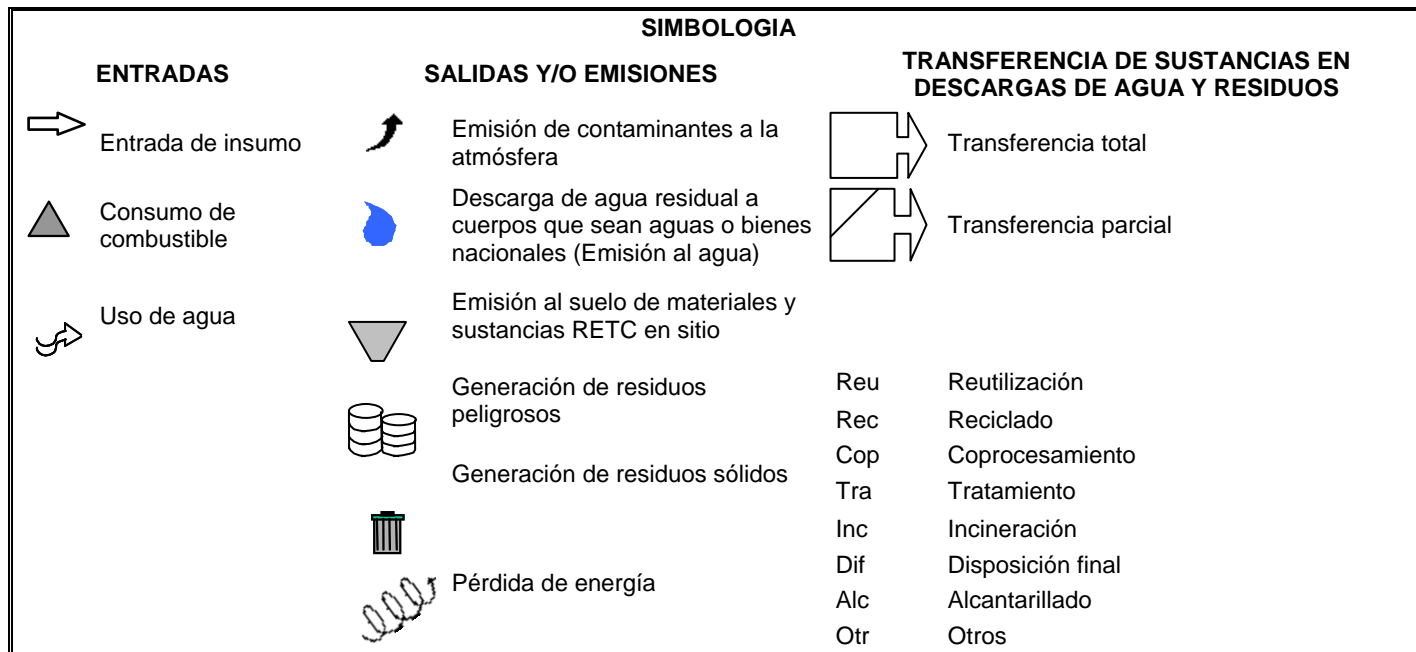 SIMBOLOGIA
ENTRADAS
Entrada de insumo
Consumo de
combustible
Uso de agua
SALIDAS Y/O EMISIONES
Emisión de contaminantes a la
atmósfera
Descarga de agua residual a
cuerpos que sean aguas o bienes
nacionales (Emisión al agua)
Emisión al suelo de materiales y
sustancias RETC en sitio
Generación de residuos
peligrosos
Generación de residuos sólidos
Pérdida de energía
TRANSFERENCIA DE SUSTANCIAS EN
DESCARGAS DE AGUA Y RESIDUOS
Transferencia total
Transferencia parcial
Reu Reutilización
Rec Reciclado
Cop Coprocesamiento
Tra Tratamiento
Inc Incineración
Dif Disposición final
Alc Alcantarillado
Otr Otros